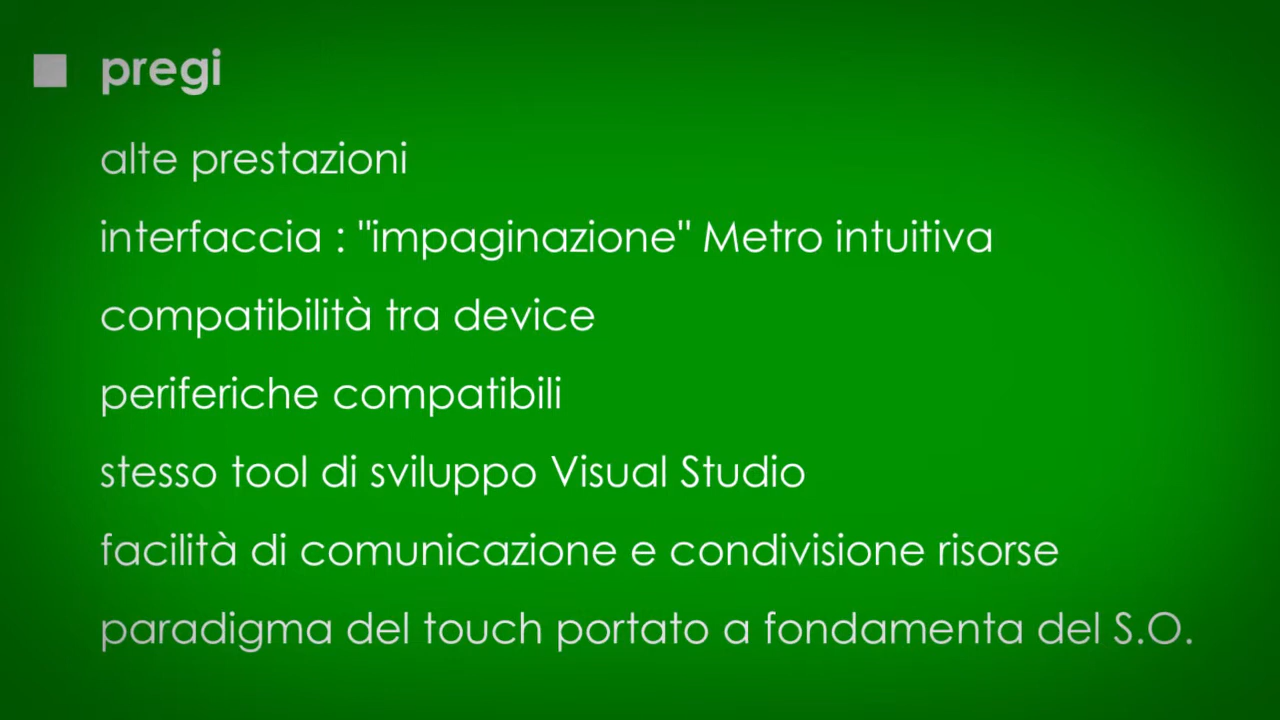 pregi
alte prestazioni
interfaccia : "impaginazione" Metro intuitiva
compatibilità tra device
periferiche compatibili
stesso tool di sviluppo Visual Studio
facilità di comunicazione e condivisione risorse
paradigma del touch portato a fondamenta del S.O.